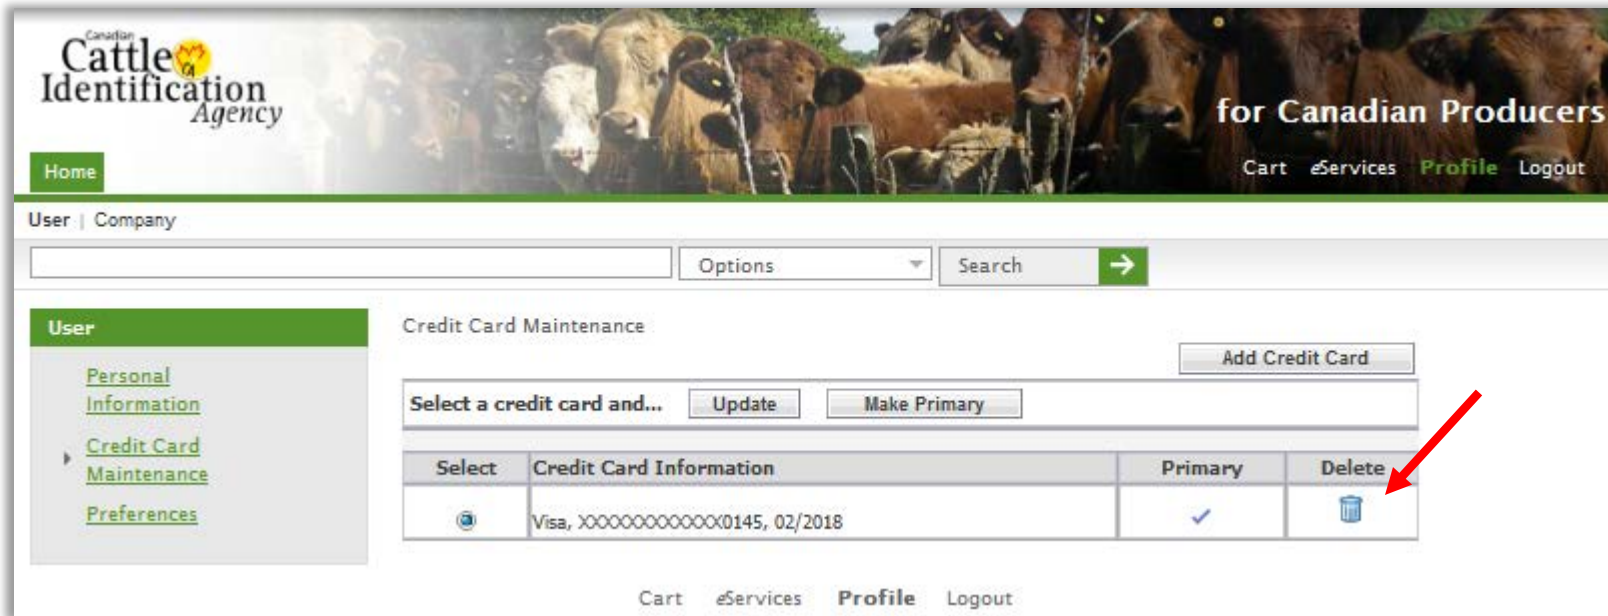 Canadian
Cattle
Identification
Agency
for Canadian Producers
Home
Cart eServices Profile Logout
User | Company
Options Search
User
Credit Card Maintenance
Add Credit Card
Personal
Information
Select a credit card and... Update Make Primary
Credit Card
Maintenance
Preferences
Select Credit Card Information Primary Delete
Visa, XXXXXXXXXXXX0145, 02/2018
Cart eServices Profile Logout